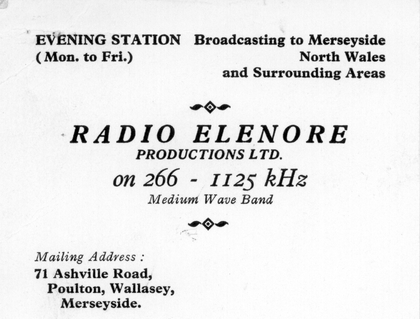 EVENING STATION Broadcasting to Merseyside
(Mon. to Fri.) North Wales
and Surrounding Areas
RADIO ELENORE
PRODUCTIONS LTD.
on 266 - 1125 kHz
Medium Wave Band
Mailing Address :
71 Ashville Road,
Poulton, Wallasey,
Merseyside.